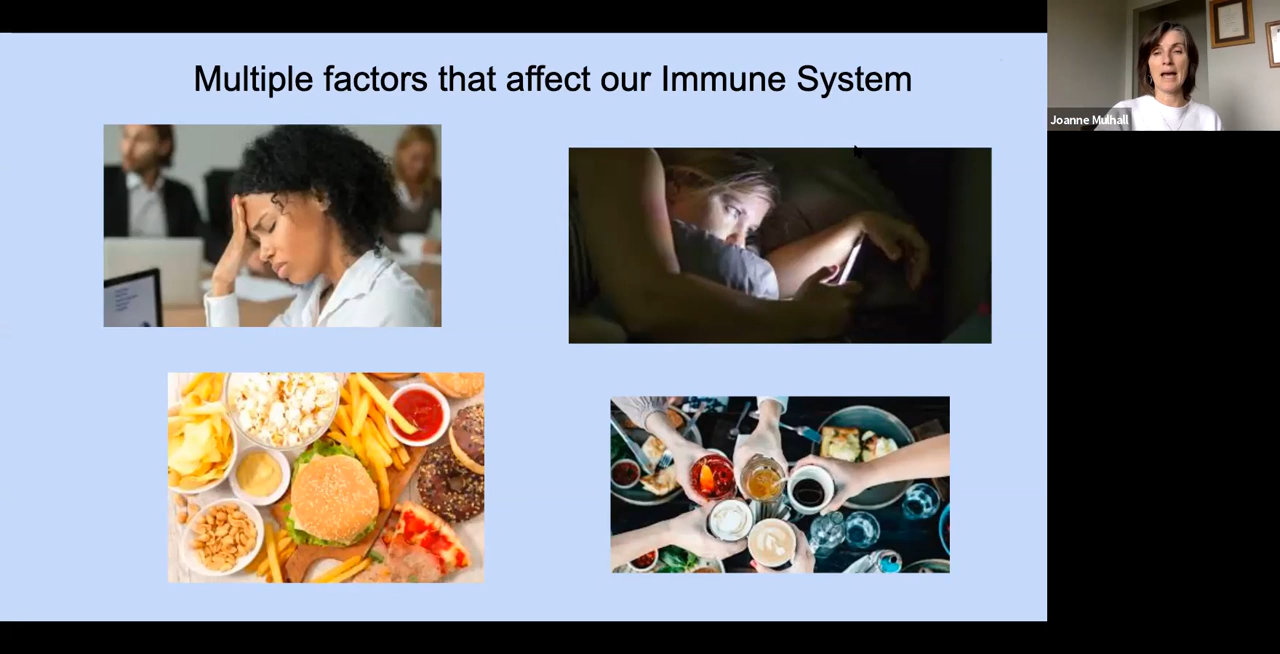 Multiple factors that affect our Immune System
Joanne Mulhall